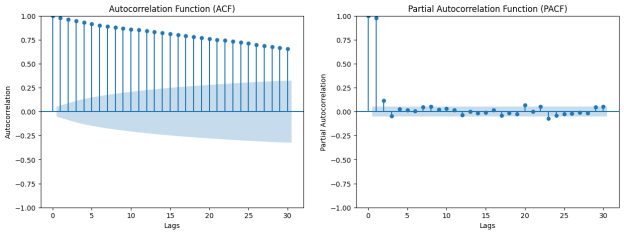 Autocorrelation Function (ACF)
1.00
0.75
0.50
0.25
0.00
−0.25
−0.50
−0.75
−1.00
Autocorrelation
0 5 10 15 20 25 30
Lags
Partial Autocorrelation Function (PACF)
1.00
0.75
0.50
0.25
0.00
−0.25
−0.50
−0.75
−1.00
Partial Autocorrelation
0 5 10 15 20 25 30
Lags